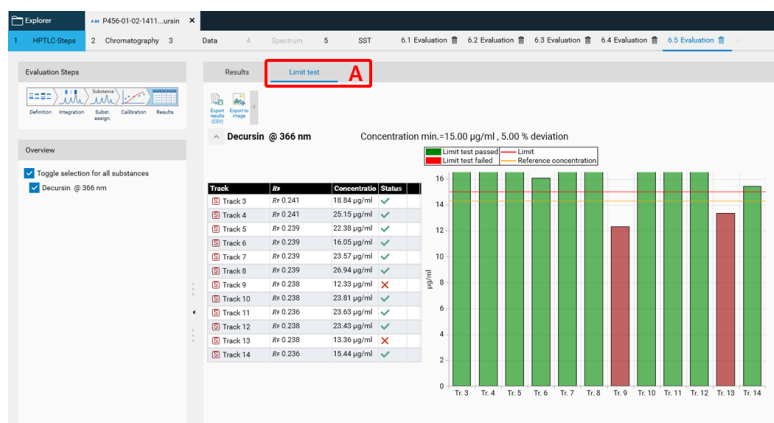 Explorer
P456-01-02-1411...ursin ×
1 HPTLC-Steps 2 Chromatography 3 Data 4 Spectrum 5 SST 6.1 Evaluation 6.2 Evaluation 6.3 Evaluation 6.4 Evaluation 6.5 Evaluation
Evaluation Steps
Substance
Definition Integration Subst. assign. Calibration Results
Overview
Toggle selection for all substances
Decursin @ 366 nm
Results Limit test A
Export results (CSV)
Export to image
Decursin @ 366 nm
Concentration min.=15.00 µg/ml , 5.00 % deviation
Limit test passed Limit
Limit test failed Reference concentration
Track RF Concentratio Status
S Track 3 RF 0.241 18.84 µg/ml
S Track 4 RF 0.241 25.15 µg/ml
S Track 5 RF 0.239 22.38 µg/ml
S Track 6 RF 0.239 16.05 µg/ml
S Track 7 RF 0.239 23.57 µg/ml
S Track 8 RF 0.239 26.94 µg/ml
S Track 9 RF 0.238 12.33 µg/ml
S Track 10 RF 0.238 23.81 µg/ml
S Track 11 RF 0.236 23.63 µg/ml
S Track 12 RF 0.238 23.43 µg/ml
S Track 13 RF 0.238 13.36 µg/ml
S Track 14 RF 0.236 15.44 µg/ml
16
14
12
10
8
6
4
2
0
µg/ml
Tr. 3 Tr. 4 Tr. 5 Tr. 6 Tr. 7 Tr. 8 Tr. 9 Tr. 10 Tr. 11 Tr. 12 Tr. 13 Tr. 14